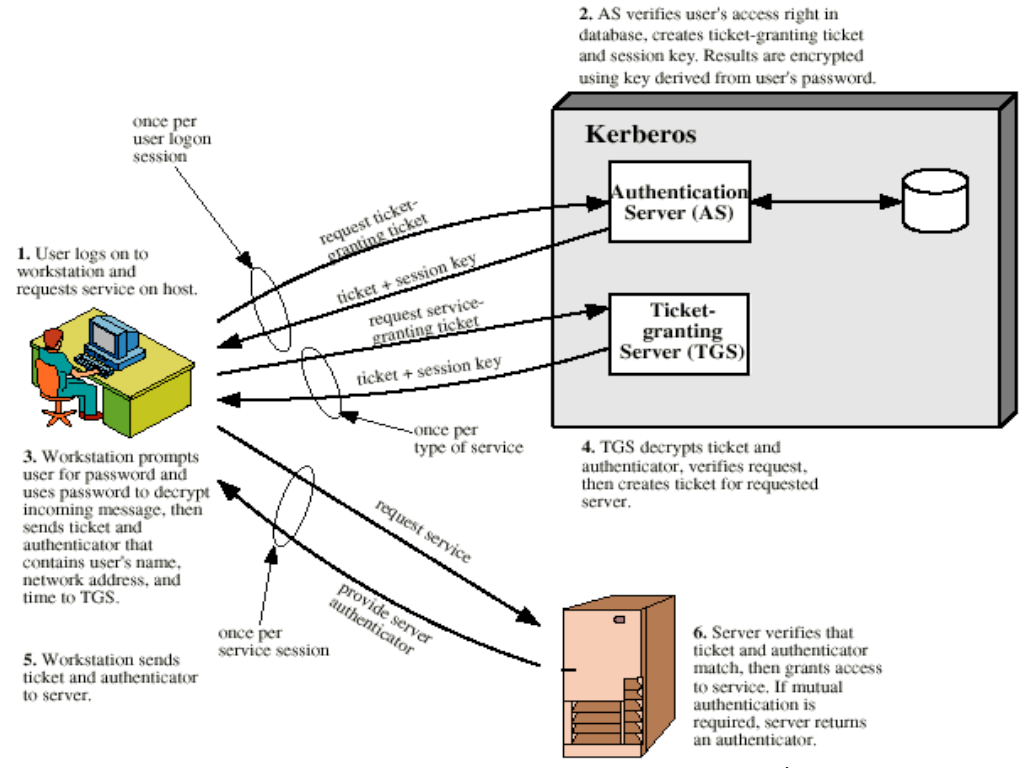 2. AS verifies user's access right in
database, creates ticket-granting ticket
and session key. Results are encrypted
using key derived from user's password.
once per
user logon
session
Kerberos
Authentication
Server (AS)
request ticket-
granting ticket
1. User logs on to
workstation and
requests service on host.
ticket + session key
request service-
granting ticket
Ticket-
granting
Server (TGS)
ticket + session key
once per
type of service
3. Workstation prompts
user for password and
uses password to decrypt
incoming message, then
sends ticket and
authenticator that
contains user's name,
network address, and
time to TGS.
4. TGS decrypts ticket and
authenticator, verifies request,
then creates ticket for requested
server.
request service
provide server
authenticator
once per
service session
5. Workstation sends
ticket and authenticator
to server.
6. Server verifies that
ticket and authenticator
match, then grants access
to service. If mutual
authentication is
required, server returns
an authenticator.